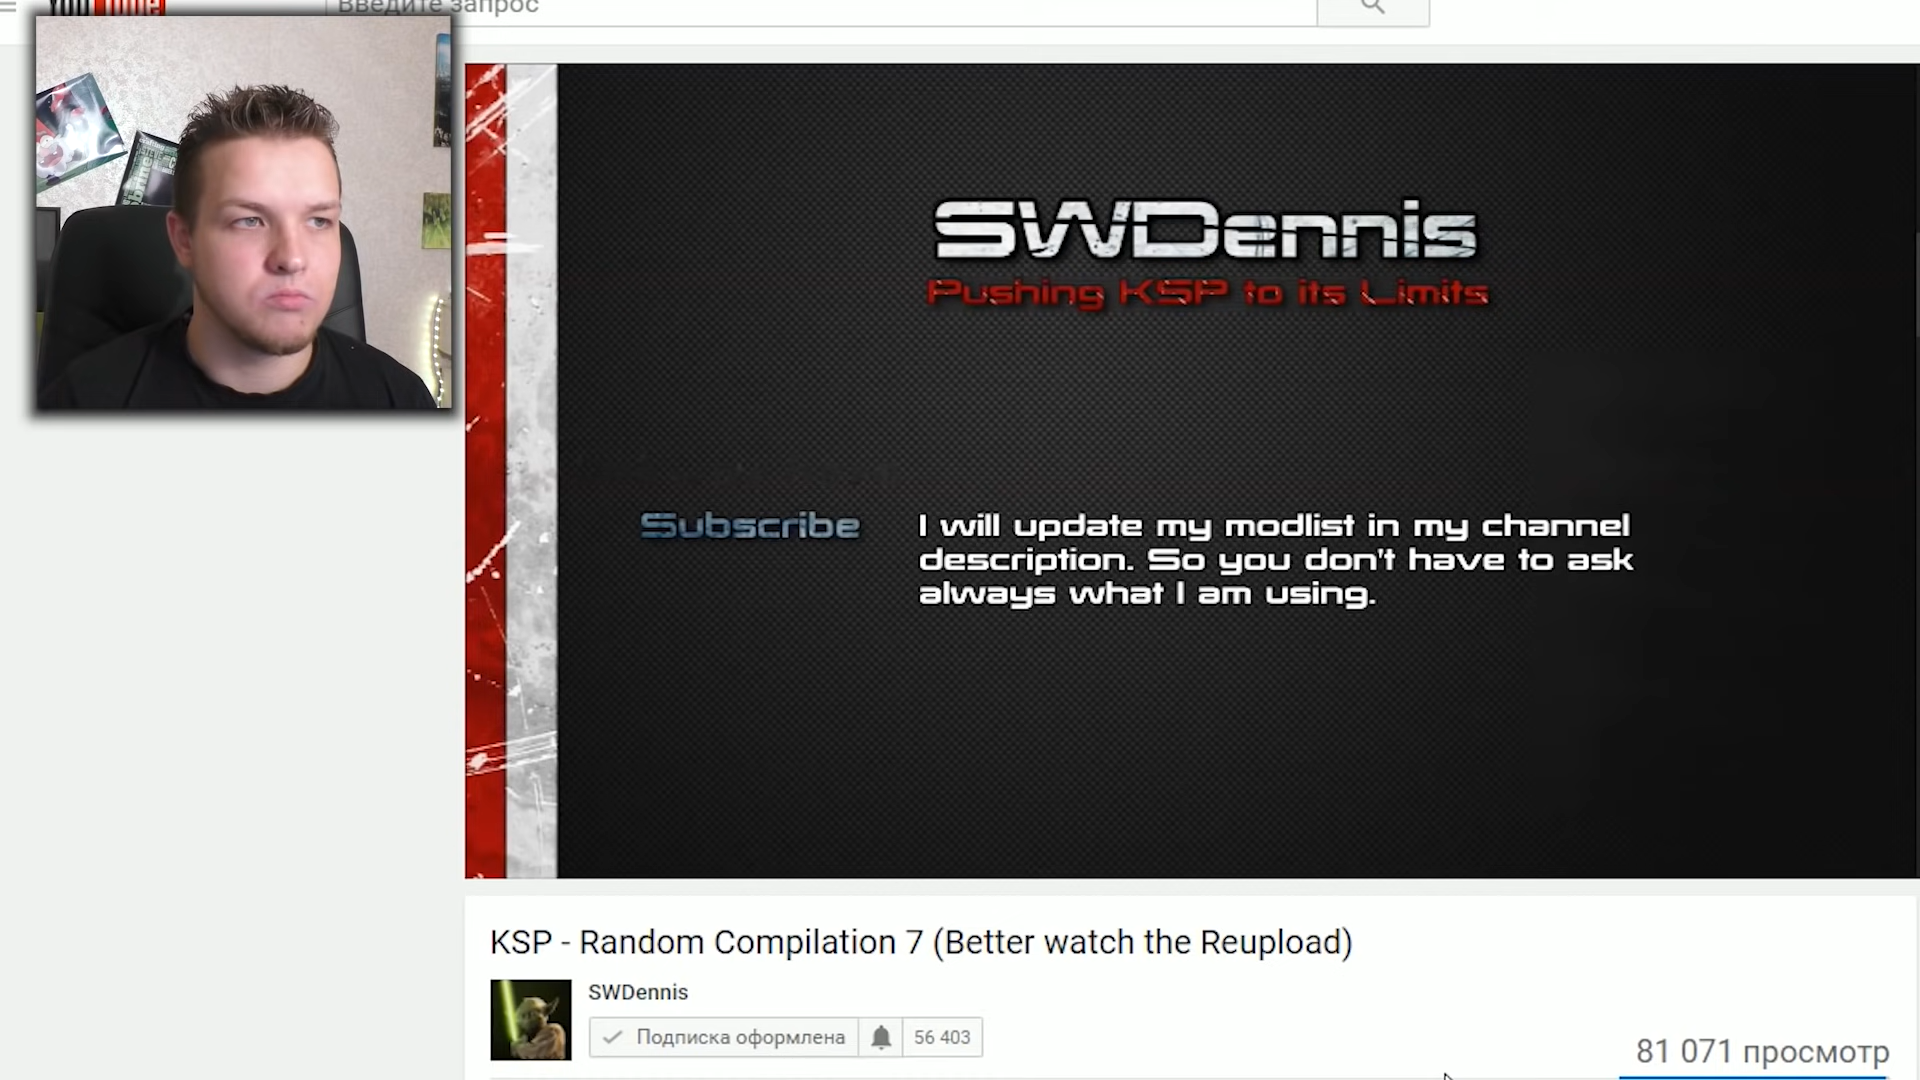 YouTube
Введите запрос
SWDennis
Pushing KSP to its Limits
Subscribe
I will update my modlist in my channel
description. So you don't have to ask
always what I am using.
KSP - Random Compilation 7 (Better watch the Reupload)
SWDennis
Подписка оформлена
56 403
81 071 просмотр